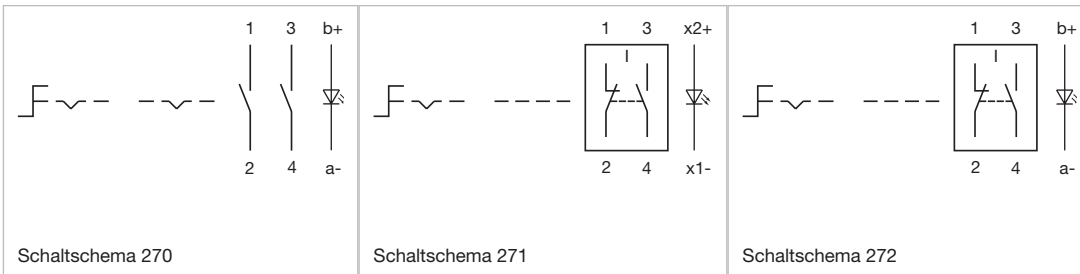 1 3 b+
2 4 a-
Schaltschema 270
1 3 x2+
2 4 x1-
Schaltschema 271
1 3 b+
2 4 a-
Schaltschema 272